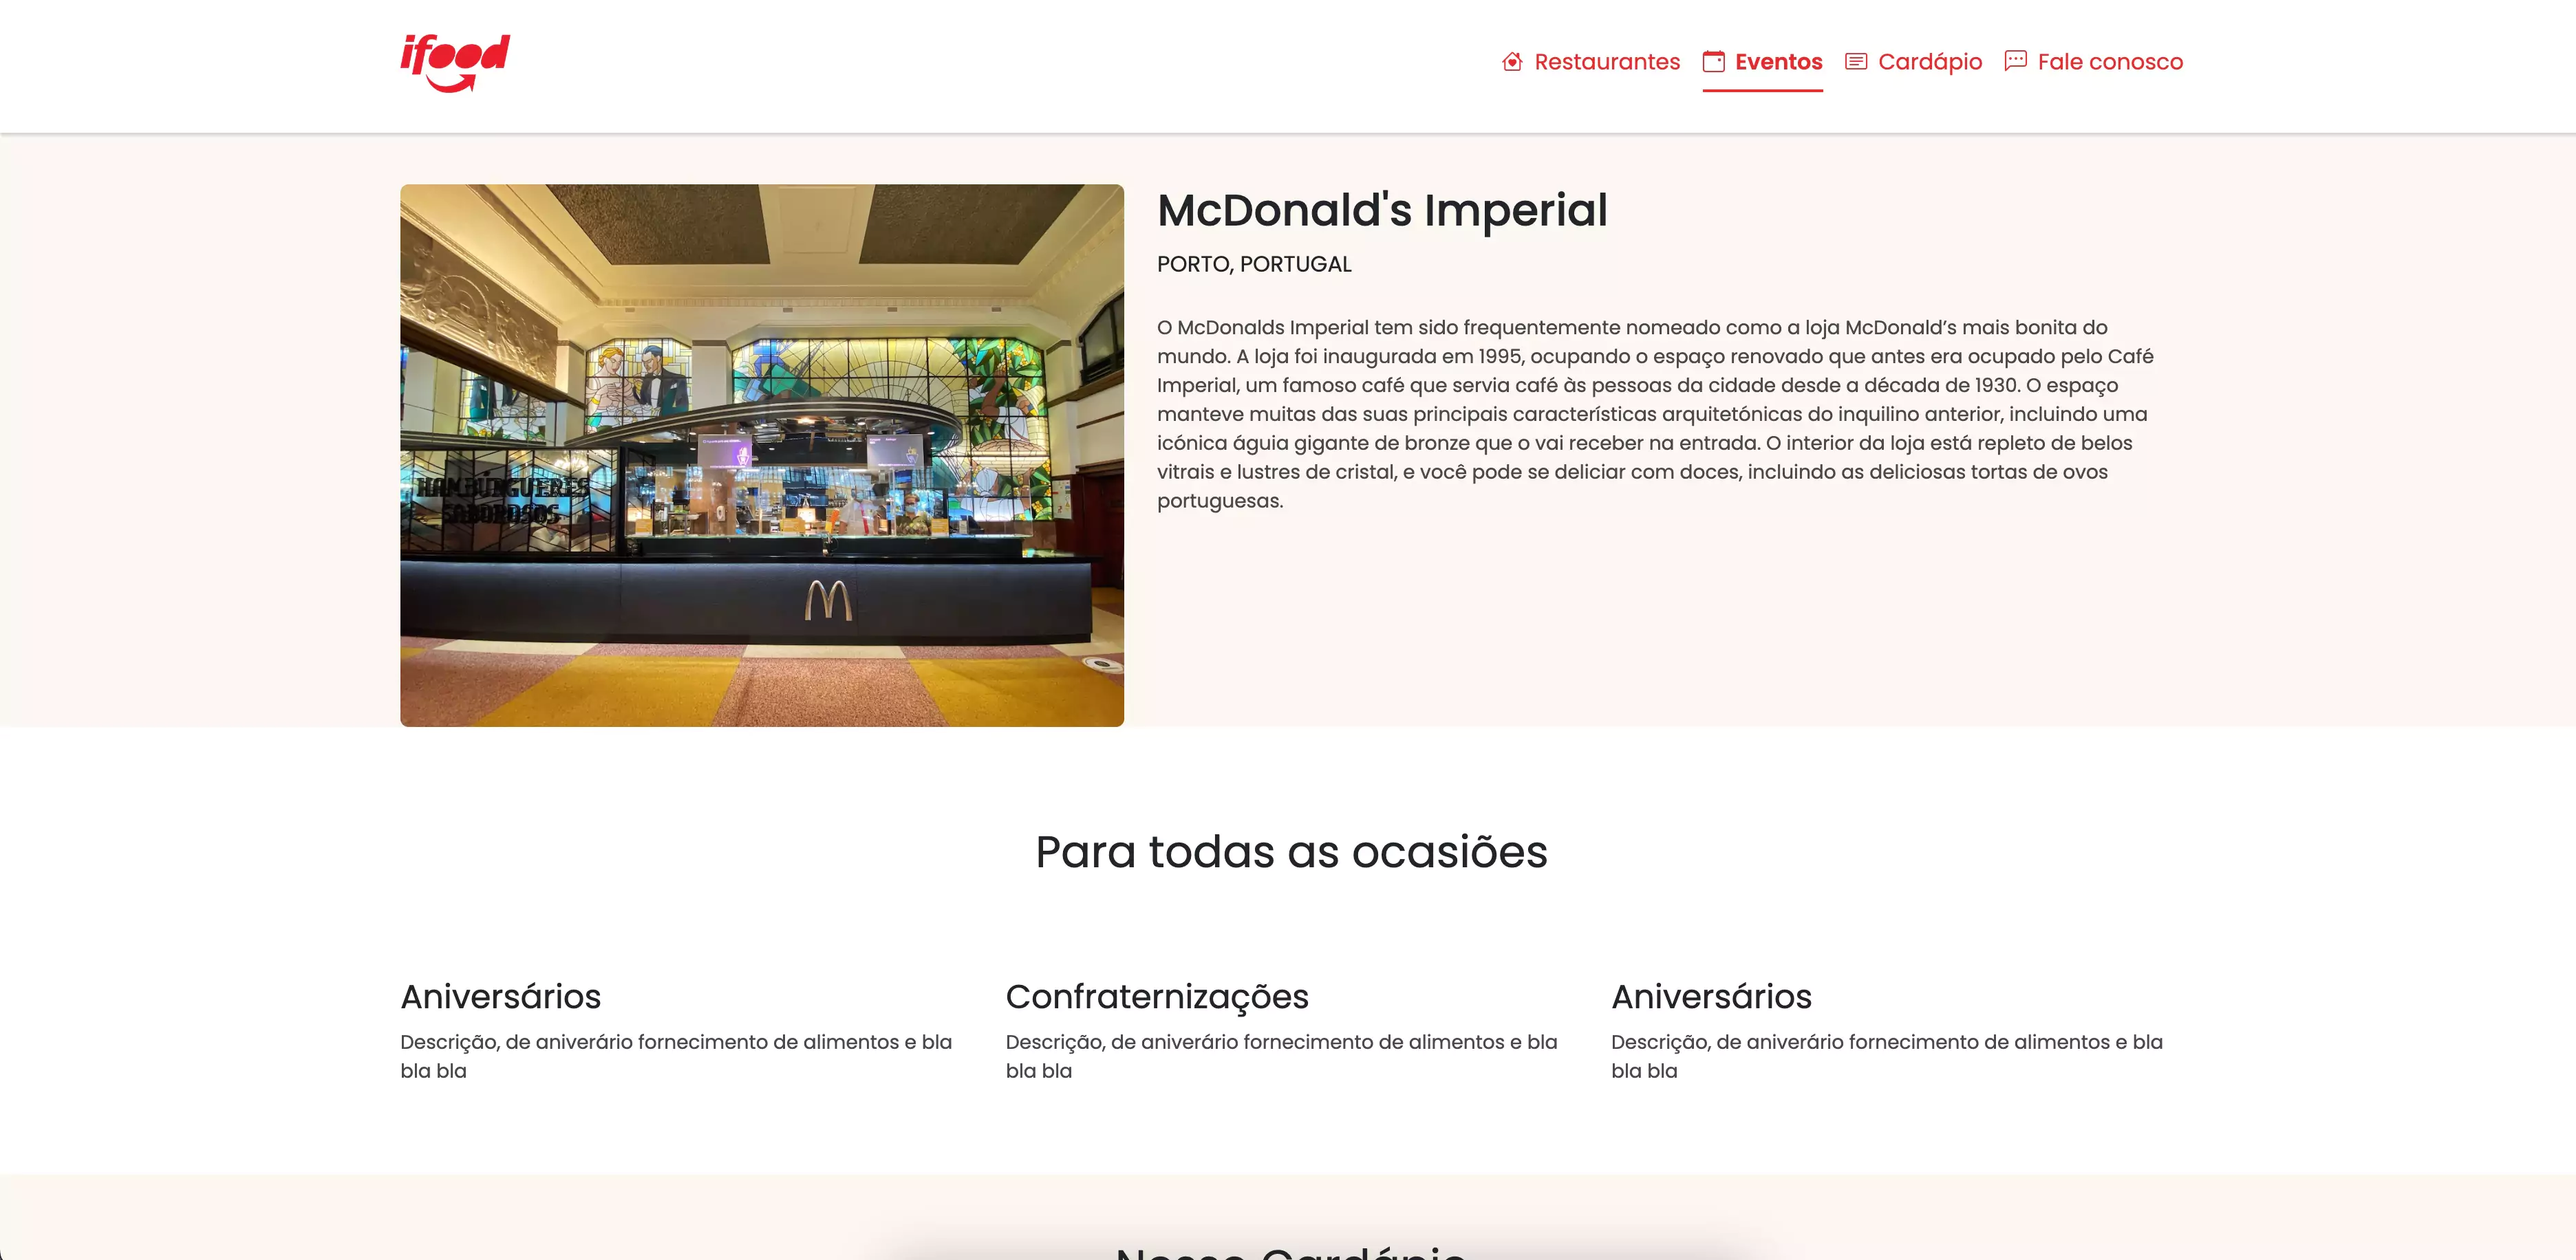 ifood
Restaurantes
Eventos
Cardápio
Fale conosco
McDonald's Imperial
PORTO, PORTUGAL
O McDonalds Imperial tem sido frequentemente nomeado como a loja McDonald’s mais bonita do
mundo. A loja foi inaugurada em 1995, ocupando o espaço renovado que antes era ocupado pelo Café
Imperial, um famoso café que servia café às pessoas da cidade desde a década de 1930. O espaço
manteve muitas das suas principais características arquitetónicas do inquilino anterior, incluindo uma
icónica águia gigante de bronze que o vai receber na entrada. O interior da loja está repleto de belos
vitrais e lustres de cristal, e você pode se deliciar com doces, incluindo as deliciosas tortas de ovos
portuguesas.
HAMBÚRGUERES
SABOROSOS
Para todas as ocasiões
Aniversários
Descrição, de aniverário fornecimento de alimentos e bla
bla bla
Confraternizações
Descrição, de aniverário fornecimento de alimentos e bla
bla bla
Aniversários
Descrição, de aniverário fornecimento de alimentos e bla
bla bla
Nosso Cardápio